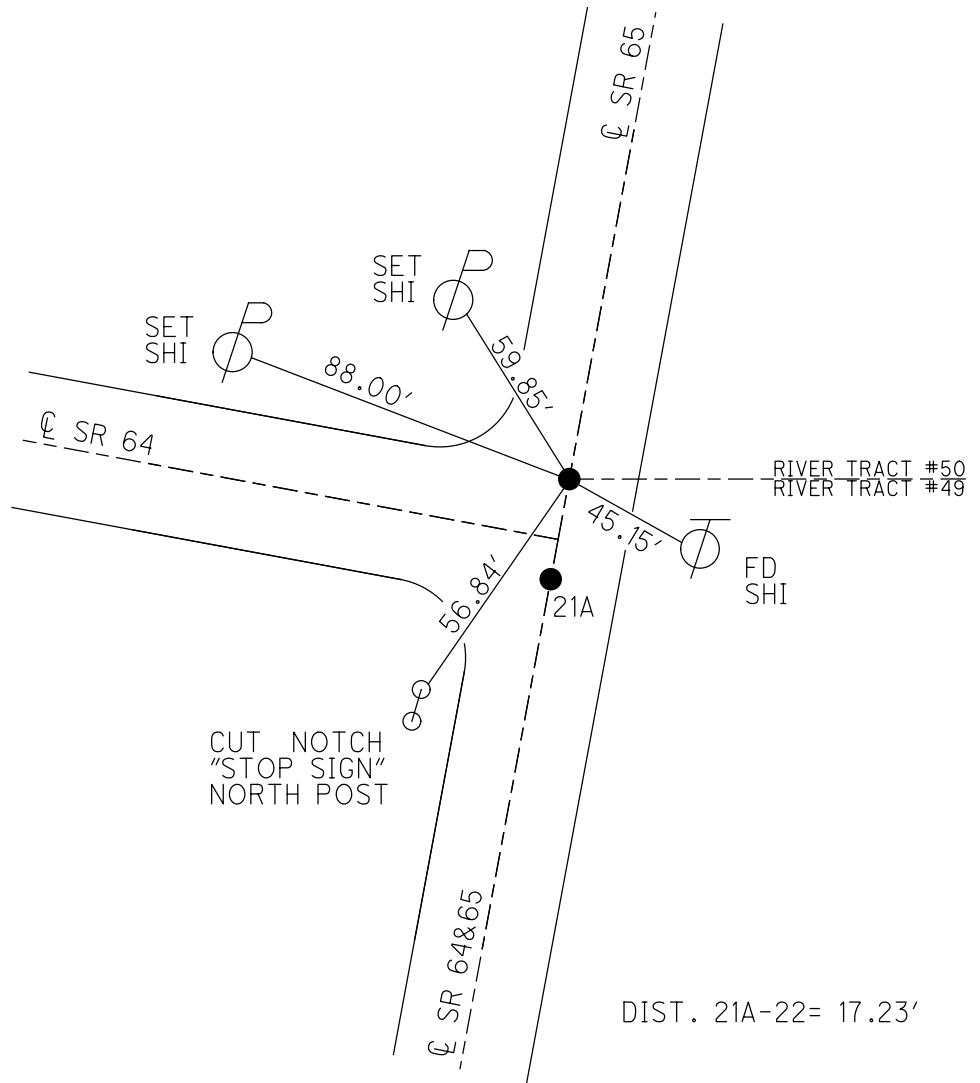 ℄ SR 65
SET
SHI
SET
SHI
59.85′
88.00′
℄ SR 64
RIVER TRACT #50
RIVER TRACT #49
45.15′
FD
SHI
56.84′
21A
CUT NOTCH
"STOP SIGN"
NORTH POST
℄ SR 64&65
DIST. 21A-22= 17.23′